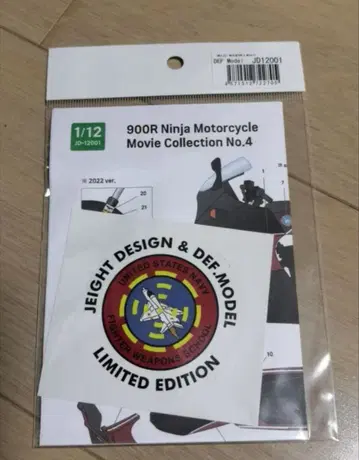 DEF Model JD12001
1/12
JD-12001
900R Ninja Motorcycle
Movie Collection No.4
2022 ver.
20
21
JEIGHT DESIGN & DEF.MODEL
UNITED STATES NAVY
FIGHTER WEAPONS SCHOOL
LIMITED EDITION
10